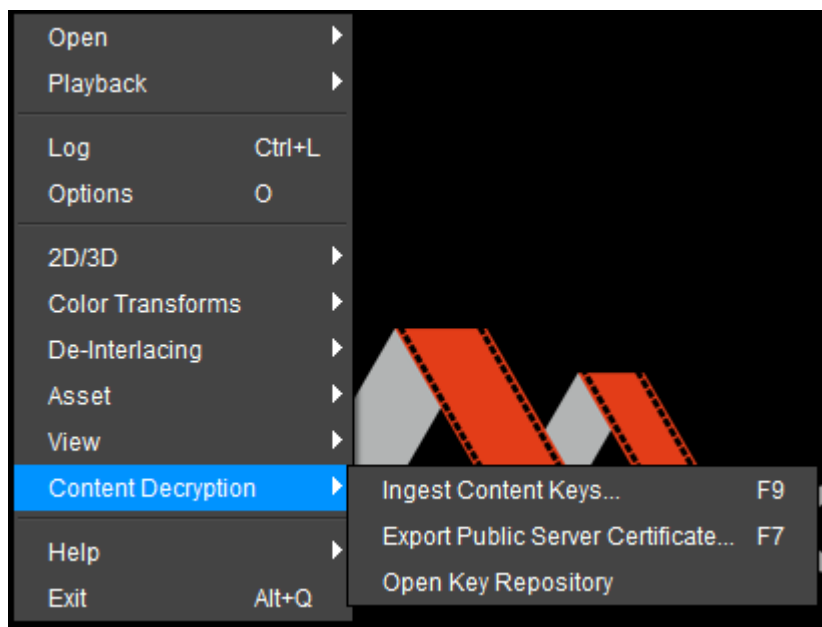 Open
Playback
Log Ctrl+L
Options O
2D/3D
Color Transforms
De-Interlacing
Asset
View
Content Decryption
Ingest Content Keys... F9
Export Public Server Certificate... F7
Open Key Repository
Help
Exit Alt+Q